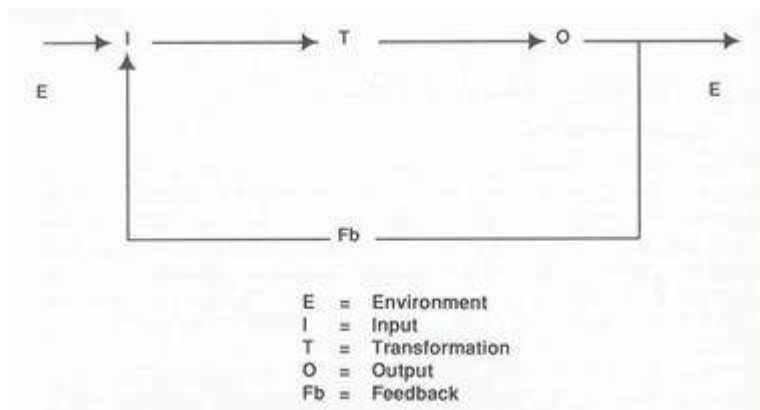 I T O
E E
Fb
E = Environment
I = Input
T = Transformation
O = Output
Fb = Feedback